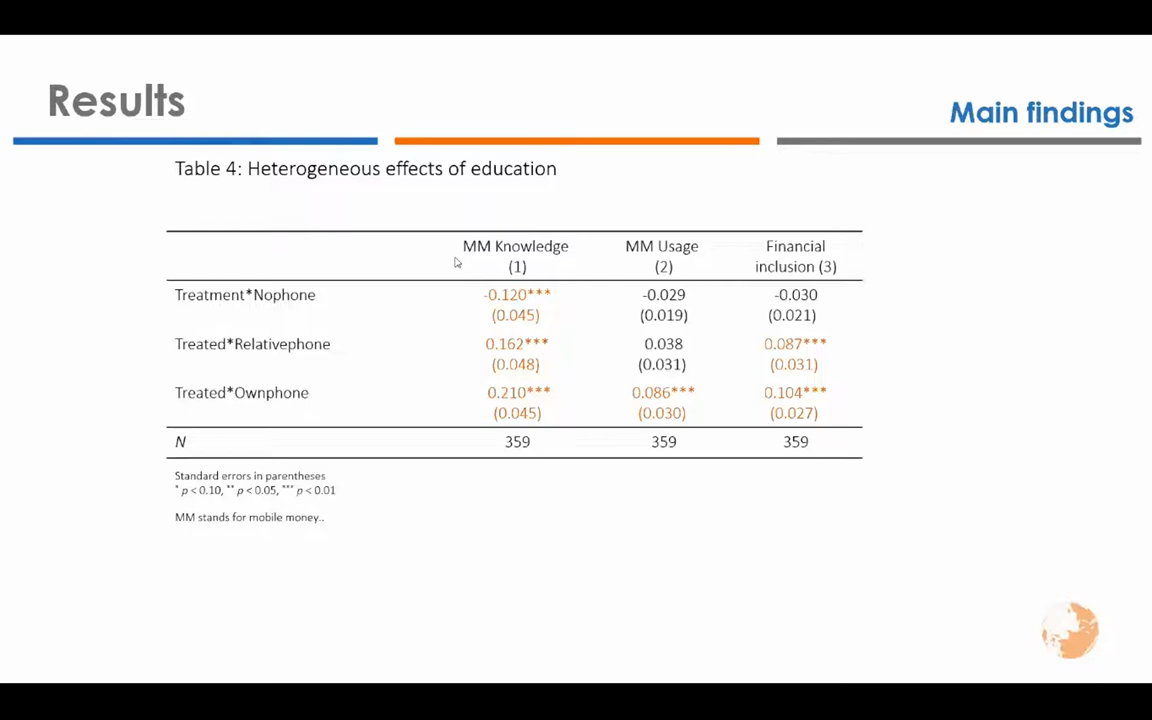 Results
Main findings
Table 4: Heterogeneous effects of education
MM Knowledge (1) MM Usage (2) Financial inclusion (3)
Treatment*Nophone -0.120*** -0.029 -0.030
(0.045) (0.019) (0.021)
Treated*Relativephone 0.162*** 0.038 0.087***
(0.048) (0.031) (0.031)
Treated*Ownphone 0.210*** 0.086*** 0.104***
(0.045) (0.030) (0.027)
N 359 359 359
Standard errors in parentheses
* p < 0.10, ** p < 0.05, *** p < 0.01
MM stands for mobile money..